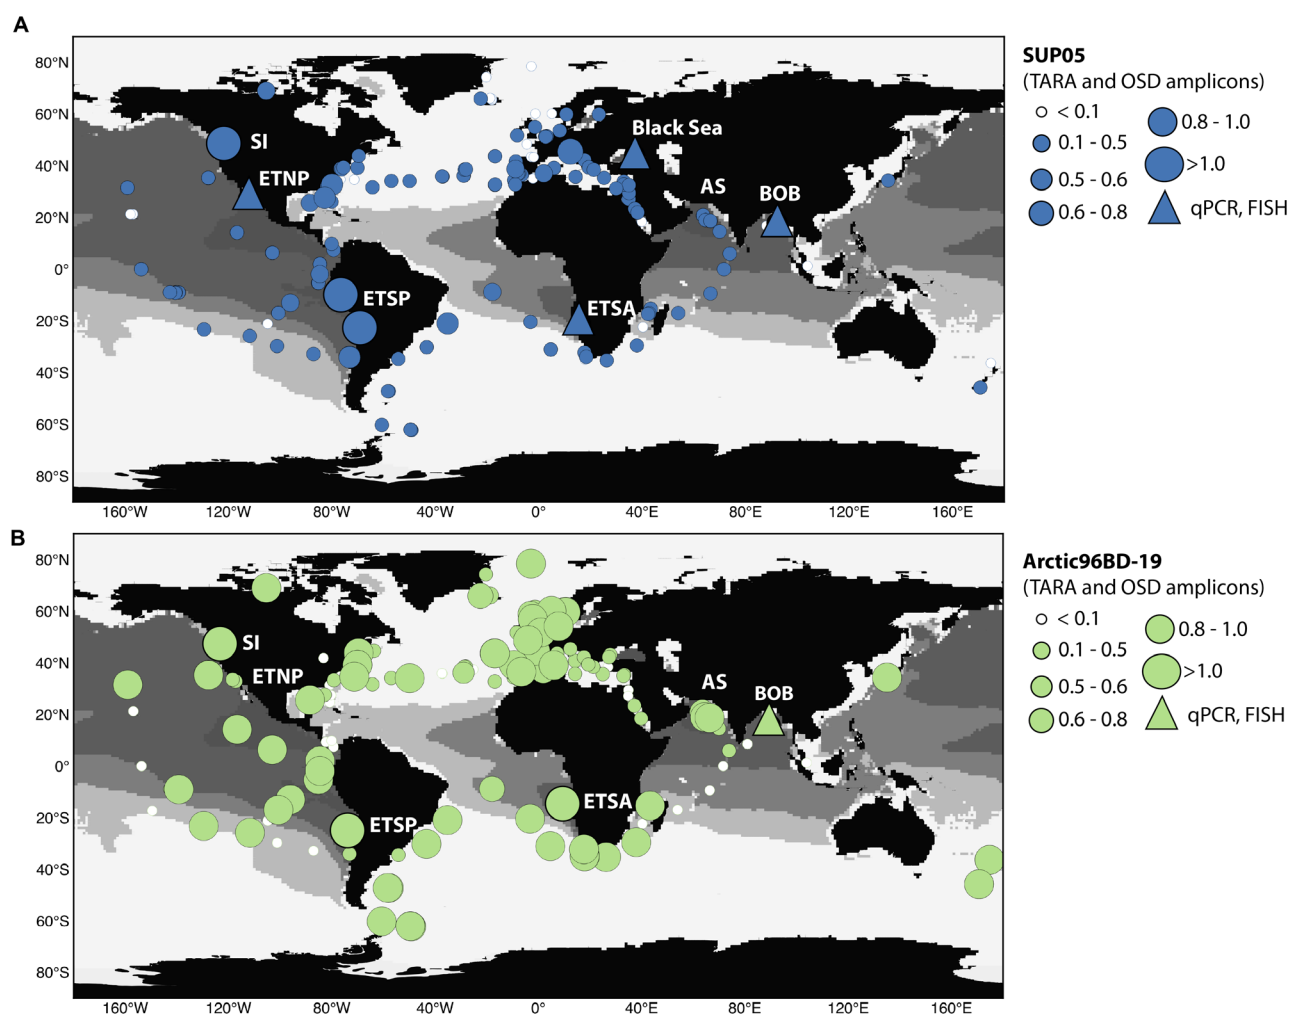 A
80°N
60°N
40°N
20°N
0°
20°S
40°S
60°S
80°S
160°W 120°W 80°W 40°W 0° 40°E 80°E 120°E 160°E
SI
ETNP
Black Sea
AS
BOB
ETSP
ETSA
SUP05
(TARA and OSD amplicons)
< 0.1
0.1 - 0.5
0.5 - 0.6
0.6 - 0.8
0.8 - 1.0
>1.0
qPCR, FISH
B
80°N
60°N
40°N
20°N
0°
20°S
40°S
60°S
80°S
160°W 120°W 80°W 40°W 0° 40°E 80°E 120°E 160°E
SI
ETNP
AS
BOB
ETSA
ETSP
Arctic96BD-19
(TARA and OSD amplicons)
< 0.1
0.1 - 0.5
0.5 - 0.6
0.6 - 0.8
0.8 - 1.0
>1.0
qPCR, FISH